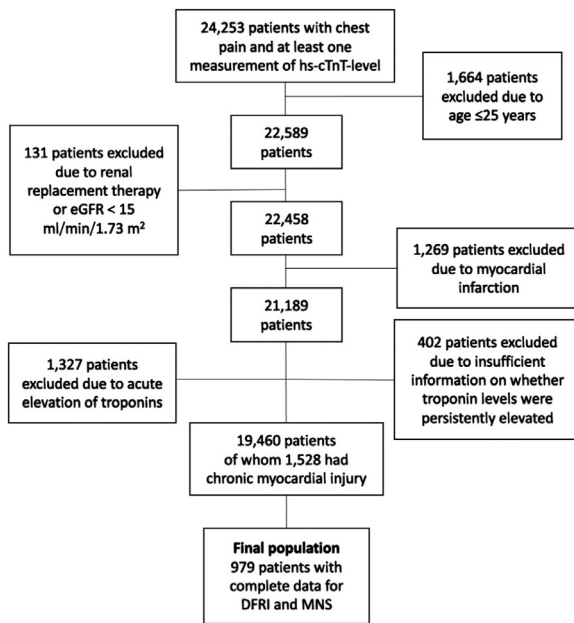 24,253 patients with chest
pain and at least one
measurement of hs-cTnT-level
1,664 patients
excluded due to
age ≤25 years
22,589
patients
131 patients excluded
due to renal
replacement therapy
or eGFR < 15
ml/min/1.73 m²
22,458
patients
1,269 patients excluded
due to myocardial
infarction
21,189
patients
1,327 patients
excluded due to acute
elevation of troponins
402 patients excluded
due to insufficient
information on whether
troponin levels were
persistently elevated
19,460 patients
of whom 1,528 had
chronic myocardial injury
Final population
979 patients with
complete data for
DFRI and MNS